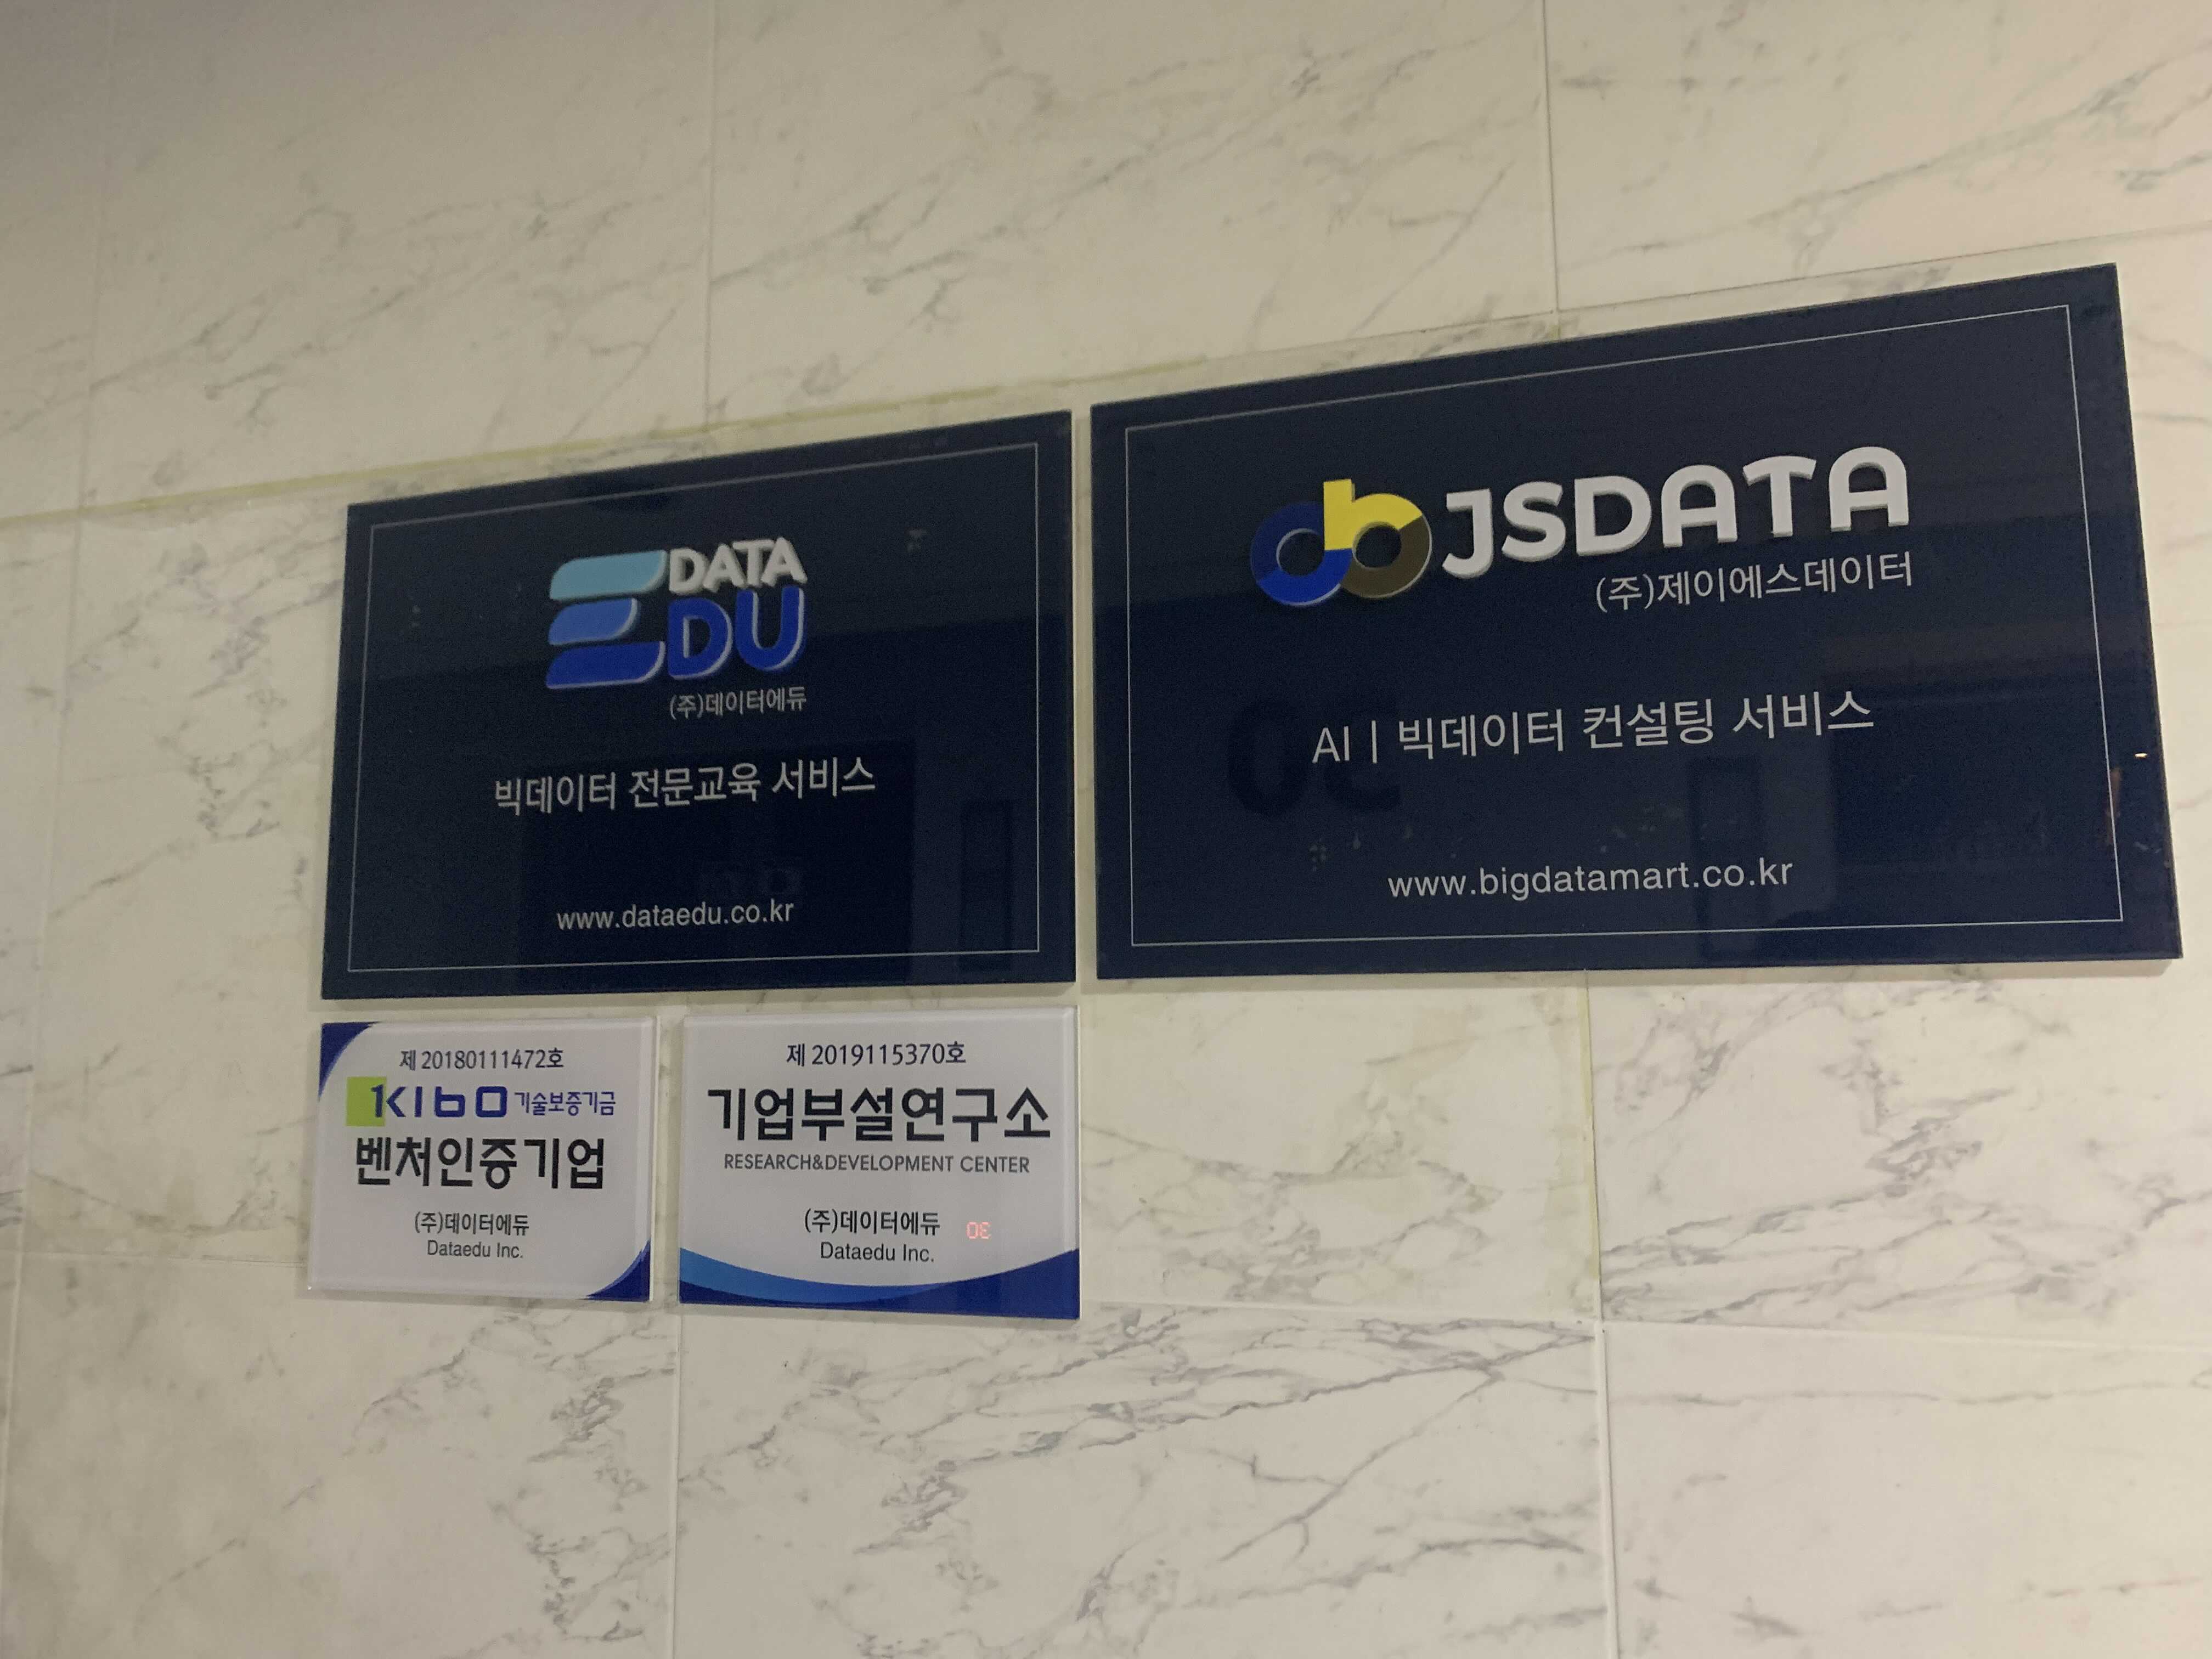 DATA
EDU
(주)데이터에듀
빅데이터 전문교육 서비스
www.dataedu.co.kr
JSDATA
(주)제이에스데이터
AI | 빅데이터 컨설팅 서비스
www.bigdatamart.co.kr
제 20180111472호
KIBO 기술보증기금
벤처인증기업
(주)데이터에듀
Dataedu Inc.
제 2019115370호
기업부설연구소
RESEARCH&DEVELOPMENT CENTER
(주)데이터에듀
Dataedu Inc.